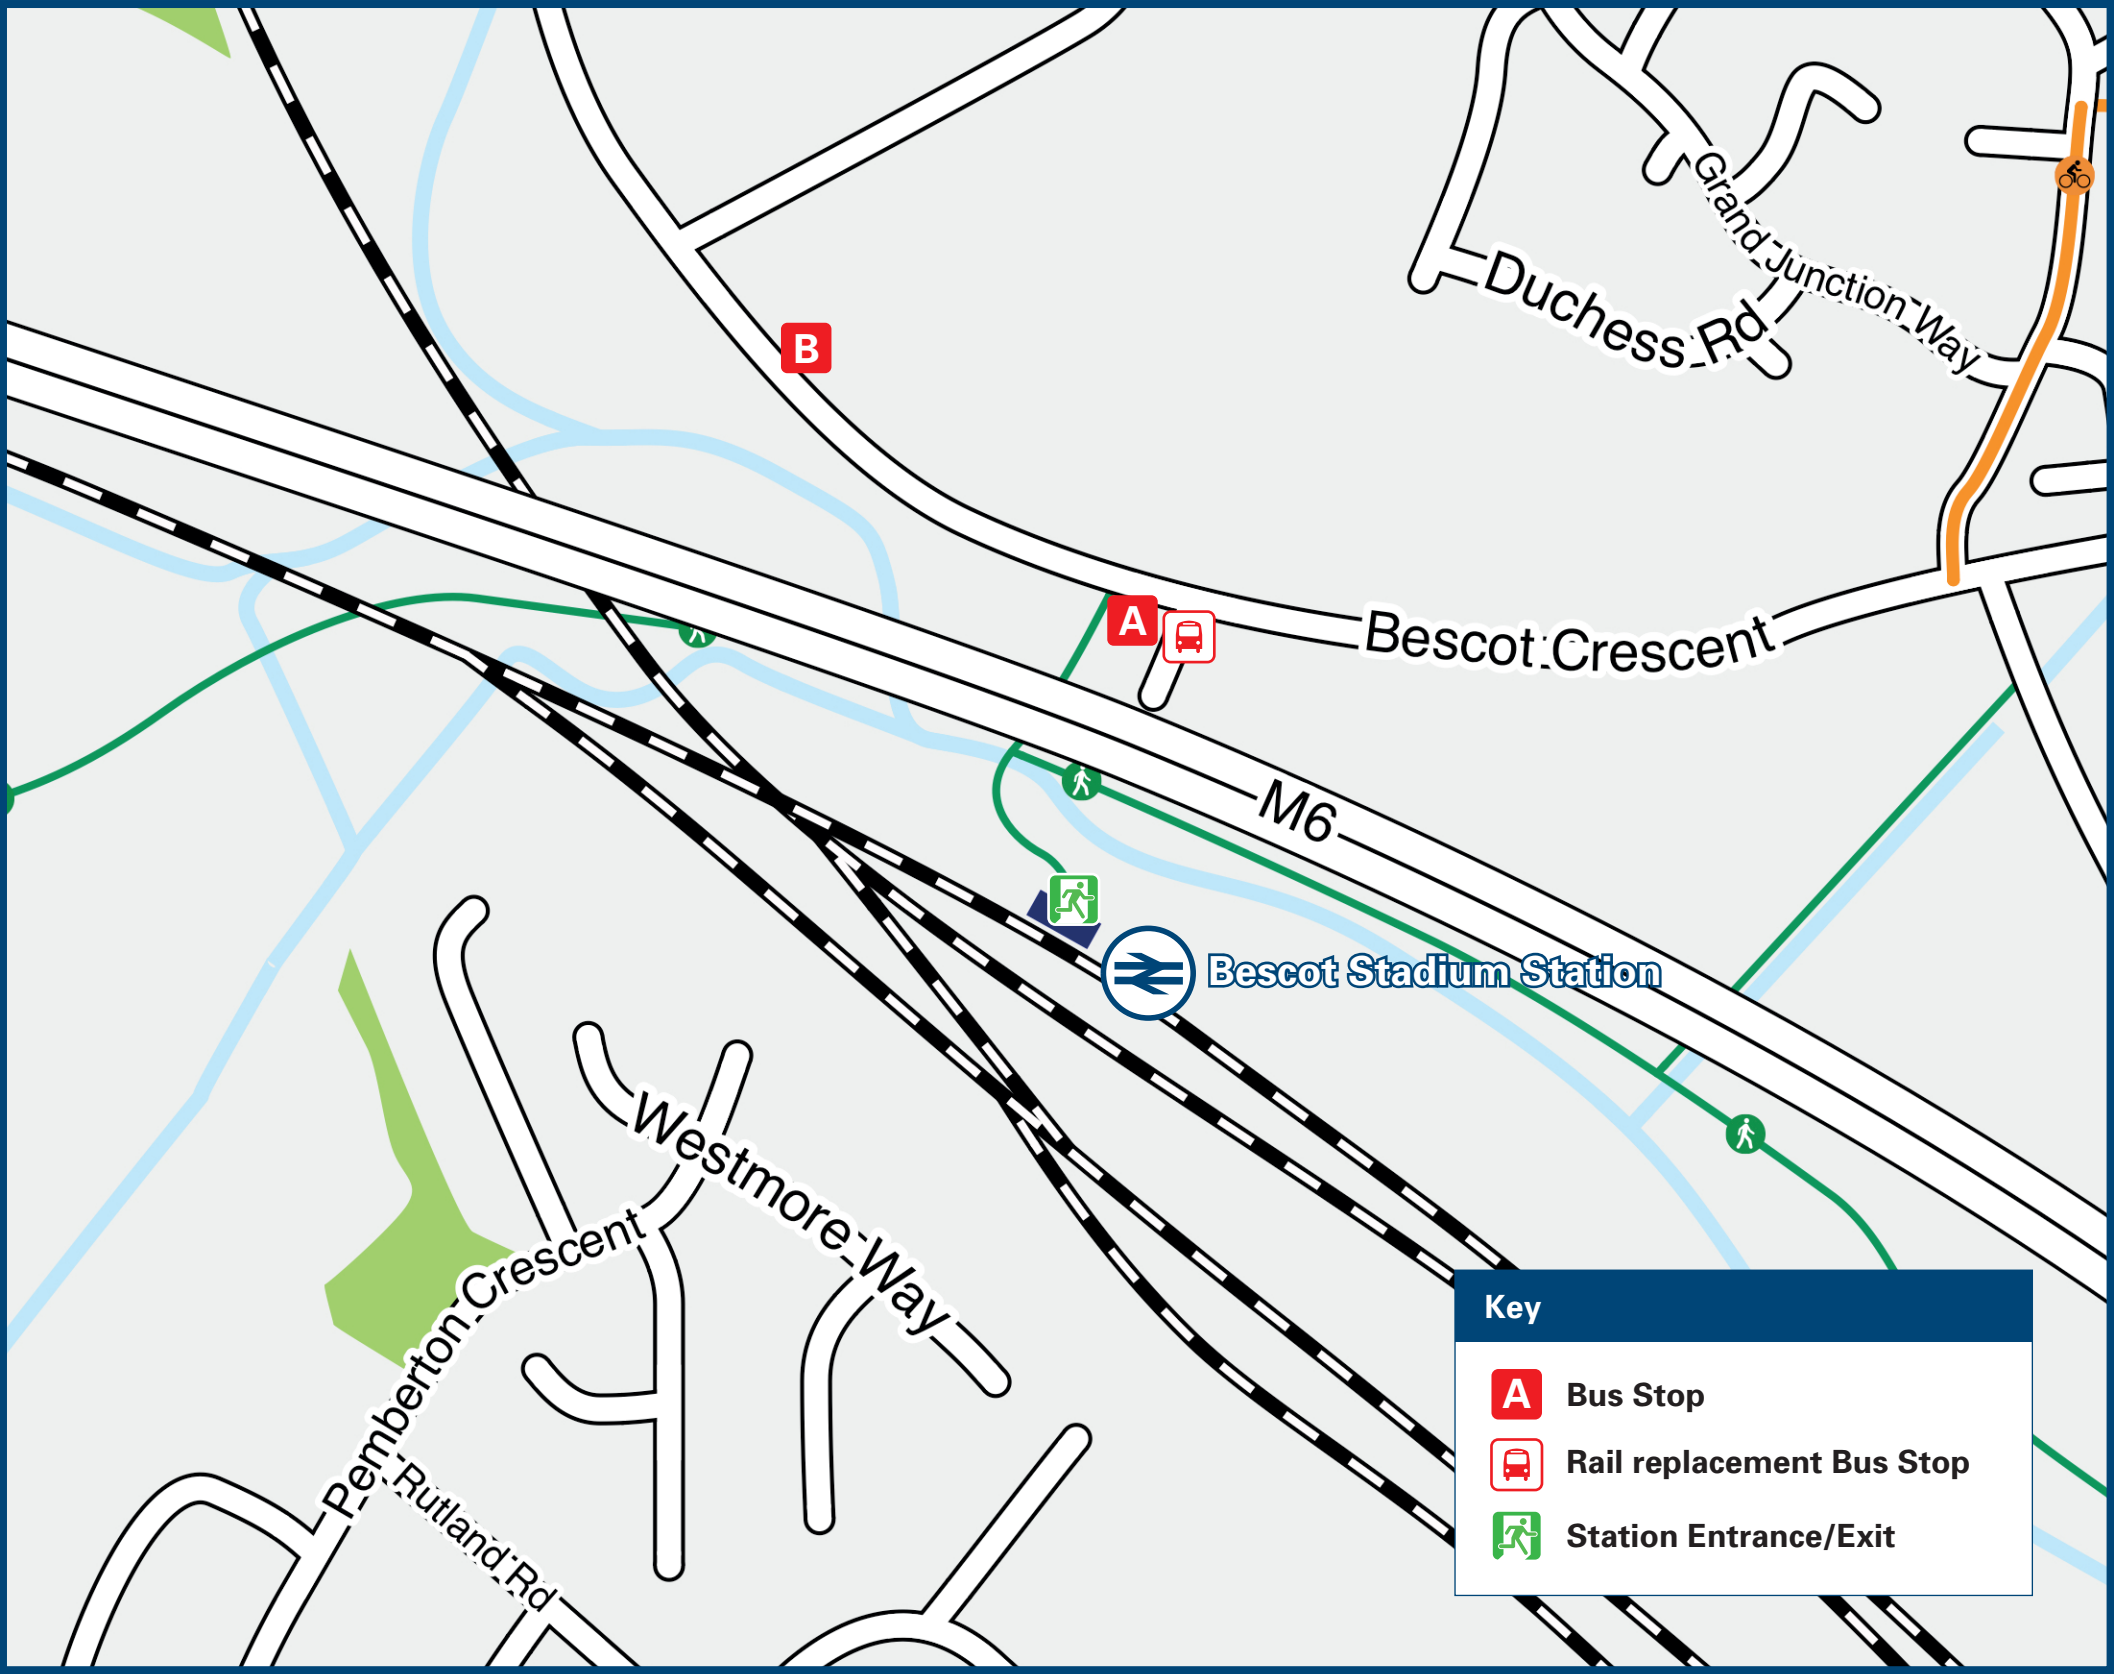 Grand Junction Way
Duchess Rd
B
A
Bescot Crescent
M6
Bescot Stadium Station
Westmore Way
Pemberton Crescent
Rutland Rd
Key
A Bus Stop
Rail replacement Bus Stop
Station Entrance/Exit